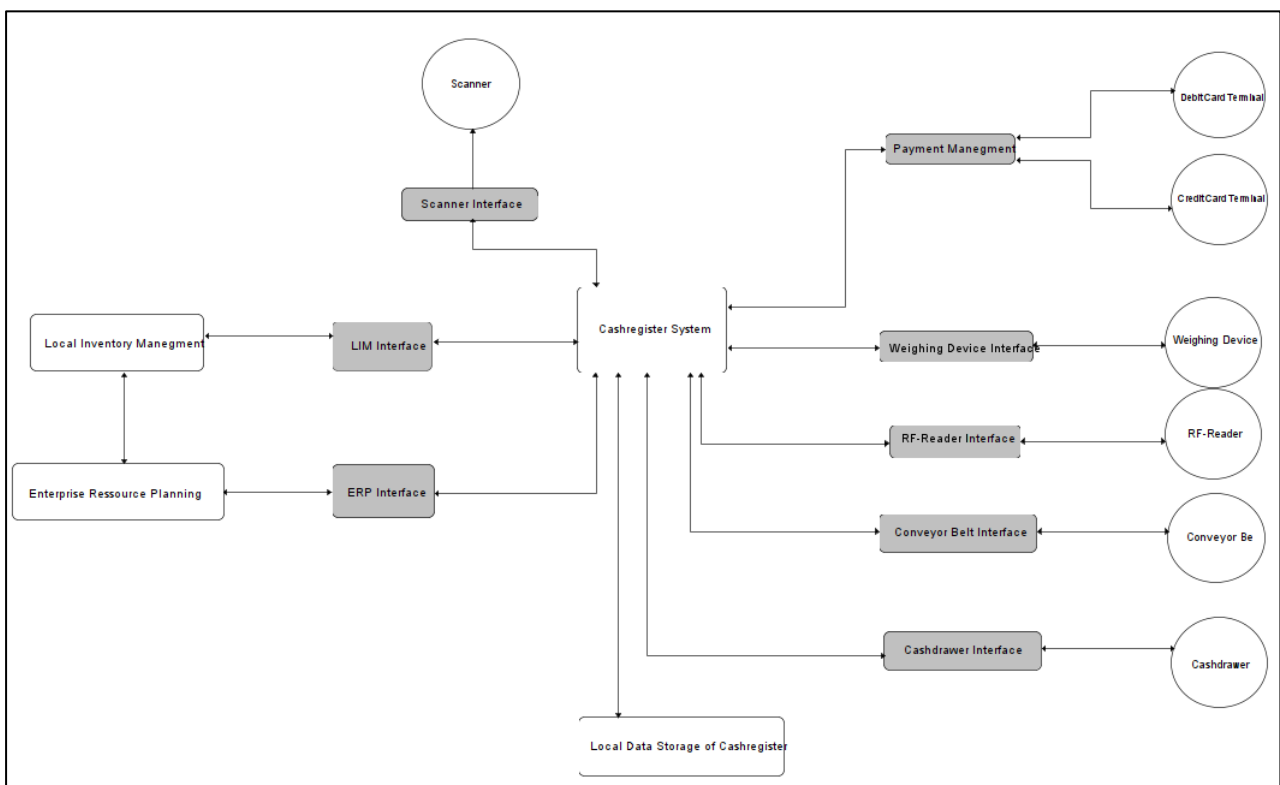 Scanner
DebitCard Terminal
Payment Managment
CreditCard Terminal
Scanner Interface
Cashregister System
Local Inventory Managment
LIM Interface
Weighing Device Interface
Weighing Device
RF-Reader Interface
RF-Reader
Enterprise Ressource Planning
ERP Interface
Conveyor Belt Interface
Conveyor Be
Cashdrawer Interface
Cashdrawer
Local Data Storage of Cashregister